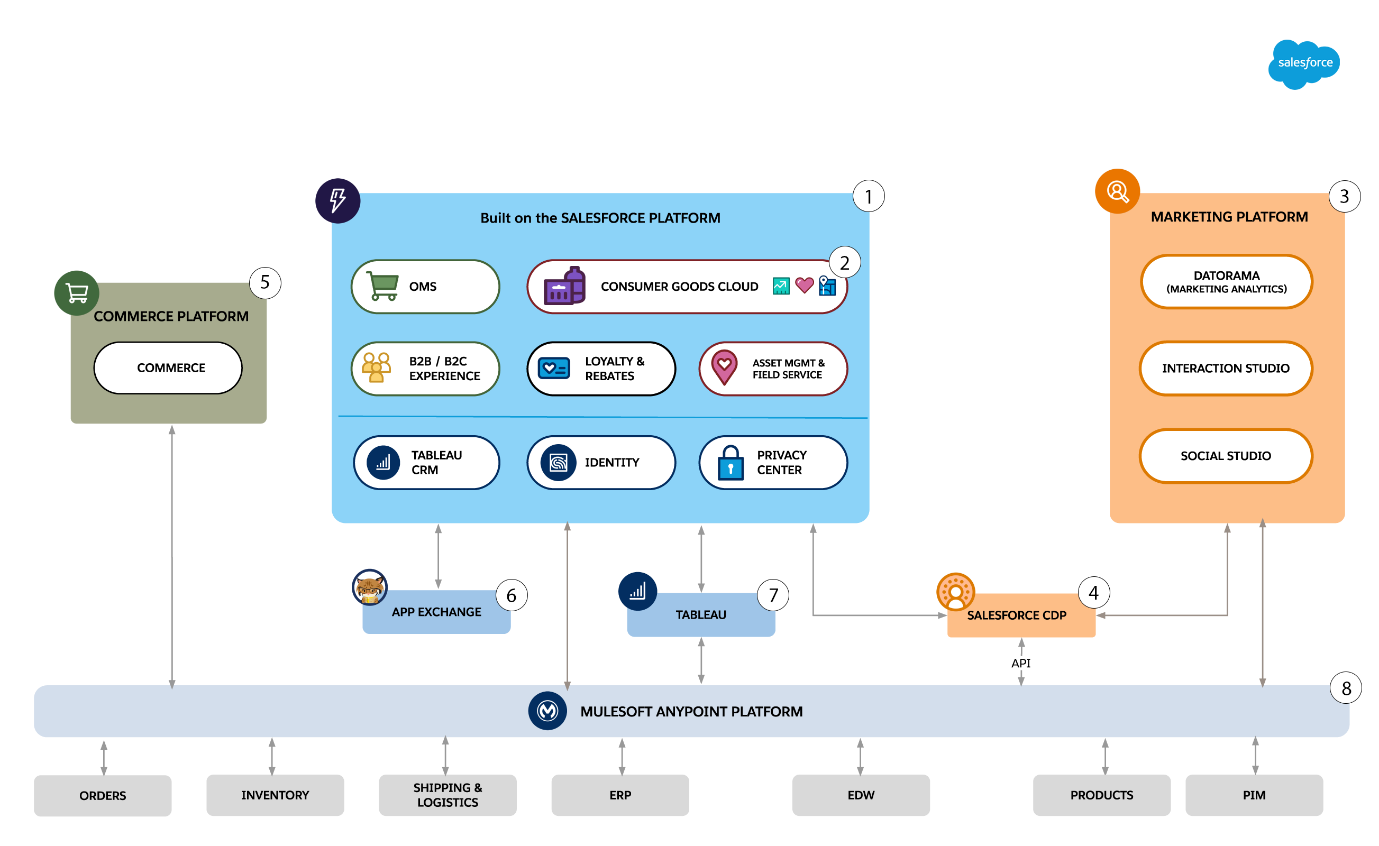 salesforce
1
Built on the SALESFORCE PLATFORM
OMS
2
CONSUMER GOODS CLOUD
B2B / B2C
EXPERIENCE
LOYALTY &
REBATES
ASSET MGMT &
FIELD SERVICE
TABLEAU
CRM
IDENTITY
PRIVACY
CENTER
3
MARKETING PLATFORM
DATORAMA
(MARKETING ANALYTICS)
INTERACTION STUDIO
SOCIAL STUDIO
5
COMMERCE PLATFORM
COMMERCE
6
APP EXCHANGE
7
TABLEAU
4
SALESFORCE CDP
API
8
MULESOFT ANYPOINT PLATFORM
ORDERS
INVENTORY
SHIPPING &
LOGISTICS
ERP
EDW
PRODUCTS
PIM